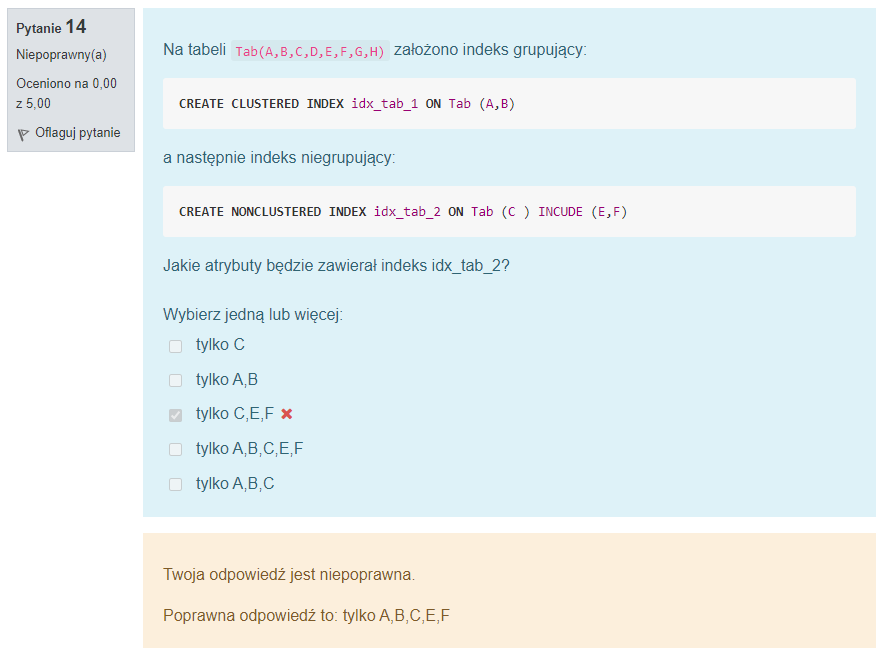 Pytanie 14
Niepoprawny(a)
Oceniono na 0,00
z 5,00
Oflaguj pytanie
Na tabeli Tab(A,B,C,D,E,F,G,H) założono indeks grupujący:
CREATE CLUSTERED INDEX idx_tab_1 ON Tab (A,B)
a następnie indeks niegrupujący:
CREATE NONCLUSTERED INDEX idx_tab_2 ON Tab (C ) INCUDE (E,F)
Jakie atrybuty będzie zawierał indeks idx_tab_2?
Wybierz jedną lub więcej:
tylko C
tylko A,B
tylko C,E,F
tylko A,B,C,E,F
tylko A,B,C
Twoja odpowiedź jest niepoprawna.
Poprawna odpowiedź to: tylko A,B,C,E,F